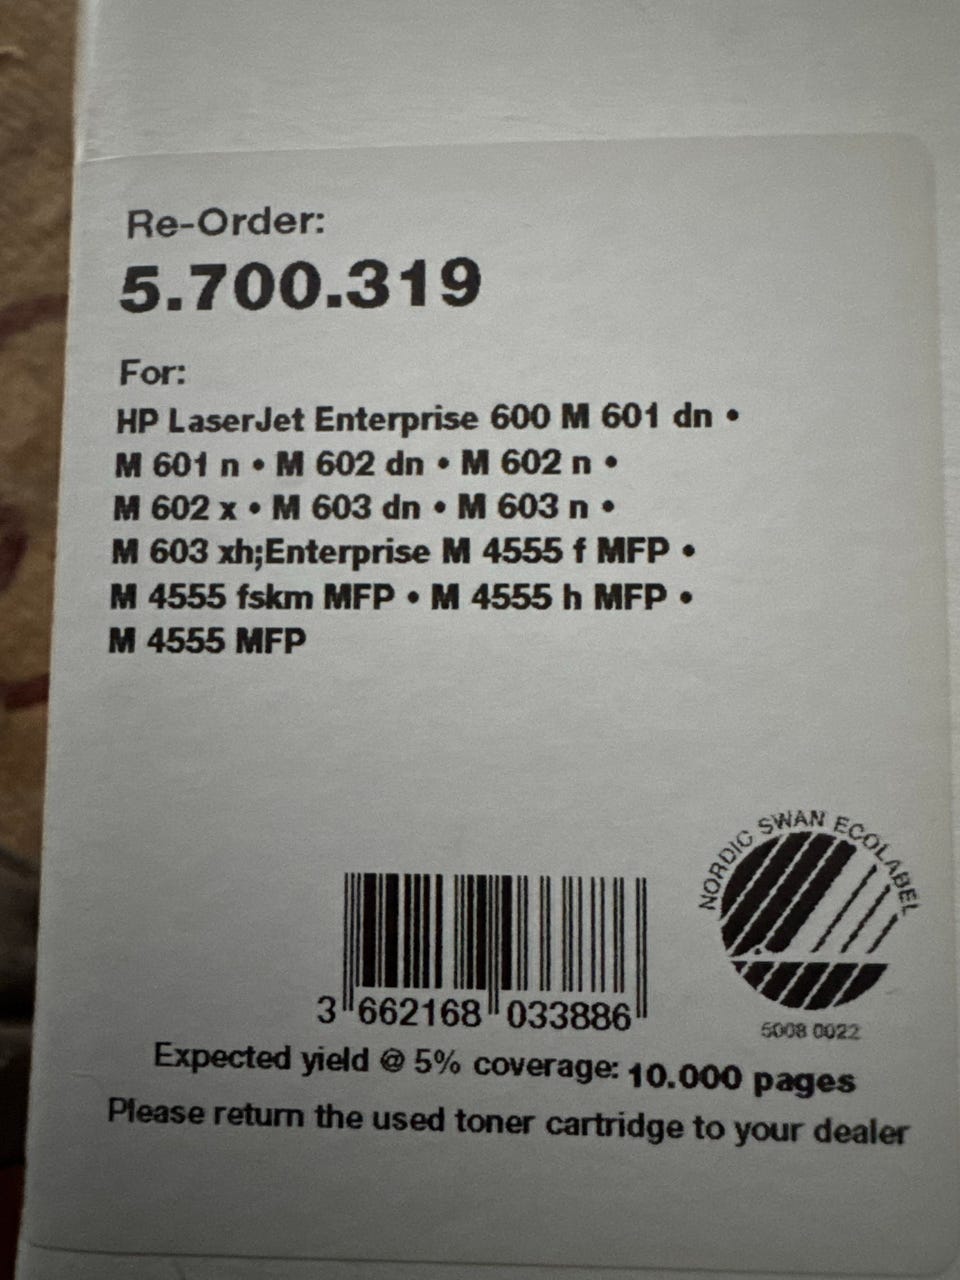 Re-Order:
5.700.319
For:
HP LaserJet Enterprise 600 M 601 dn •
M 601 n • M 602 dn • M 602 n •
M 602 x • M 603 dn • M 603 n •
M 603 xh;Enterprise M 4555 f MFP •
M 4555 fskm MFP • M 4555 h MFP •
M 4555 MFP
NORDIC SWAN ECOLABEL
5008 0022
3 662168 033886
Expected yield @ 5% coverage: 10.000 pages
Please return the used toner cartridge to your dealer